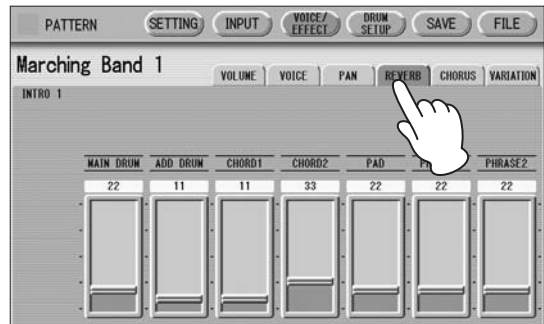 PATTERN SETTING INPUT VOICE/ EFFECT DRUM SETUP SAVE FILE
Marching Band 1
VOLUME VOICE PAN REVERB CHORUS VARIATION
INTRO 1
MAIN DRUM ADD DRUM CHORD1 CHORD2 PAD PHRASE2
22 11 11 33 22 22 22